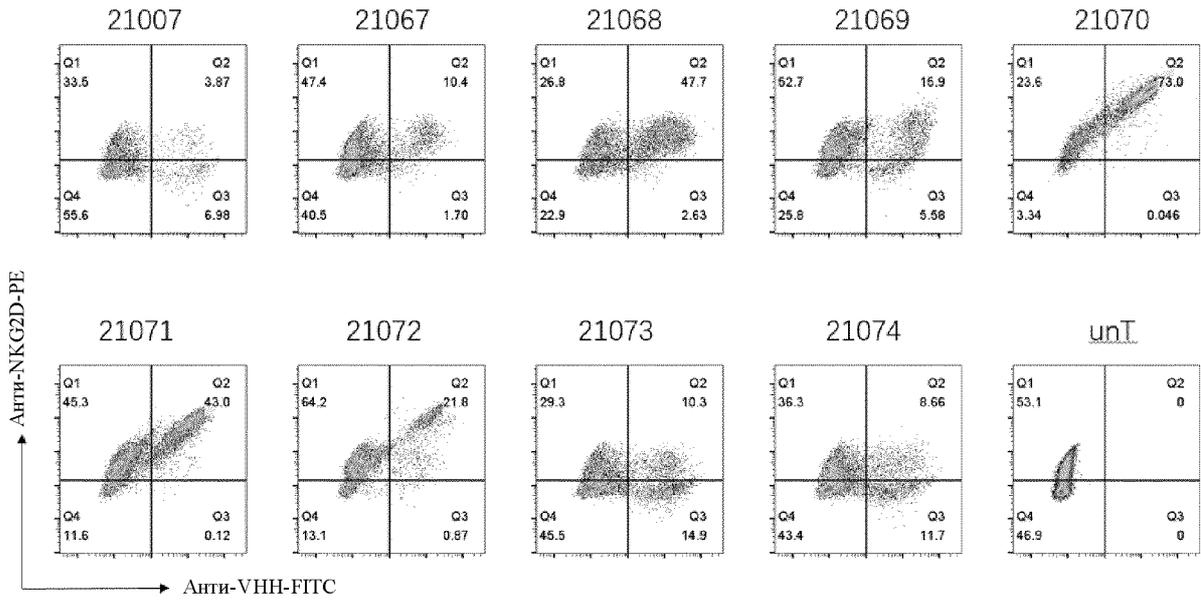 21007 21067 21068 21069 21070
Q1 Q2 Q1 Q2 Q1 Q2 Q1 Q2 Q1 Q2
33.5 3.87 47.4 10.4 26.8 47.7 52.7 16.9 23.6 73.0
Q4 Q3 Q4 Q3 Q4 Q3 Q4 Q3 Q4 Q3
55.6 6.98 40.5 1.70 22.9 2.63 25.8 5.58 3.34 0.046
Анти-NKG2D-PE
21071 21072 21073 21074 unT
Q1 Q2 Q1 Q2 Q1 Q2 Q1 Q2 Q1 Q2
45.3 43.0 64.2 21.8 29.3 10.3 36.3 8.66 53.1 0
Q4 Q3 Q4 Q3 Q4 Q3 Q4 Q3 Q4 Q3
11.6 0.12 13.1 0.87 45.5 14.9 43.4 11.7 46.9 0
Анти-VHH-FITC